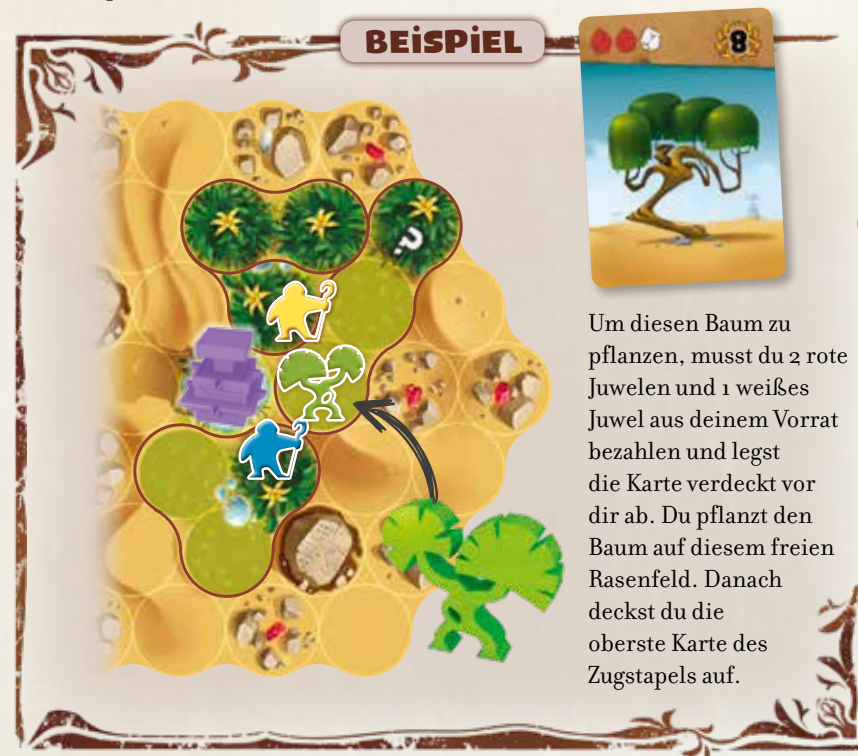 BEISPIEL
8
?
Um diesen Baum zu
pflanzen, musst du 2 rote
Juwelen und 1 weißes
Juwel aus deinem Vorrat
bezahlen und legst
die Karte verdeckt vor
dir ab. Du pflanzt den
Baum auf diesem freien
Rasenfeld. Danach
deckst du die
oberste Karte des
Zugstapels auf.